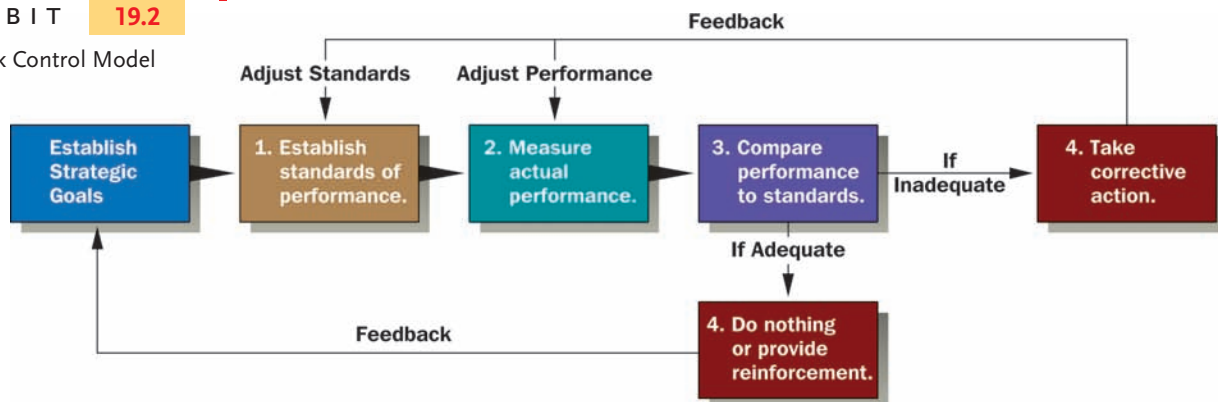 B I T 19.2
k Control Model
Feedback
Adjust Standards
Adjust Performance
Establish
Strategic
Goals
1. Establish
standards of
performance.
2. Measure
actual
performance.
3. Compare
performance
to standards.
If
Inadequate
4. Take
corrective
action.
If Adequate
4. Do nothing
or provide
reinforcement.
Feedback